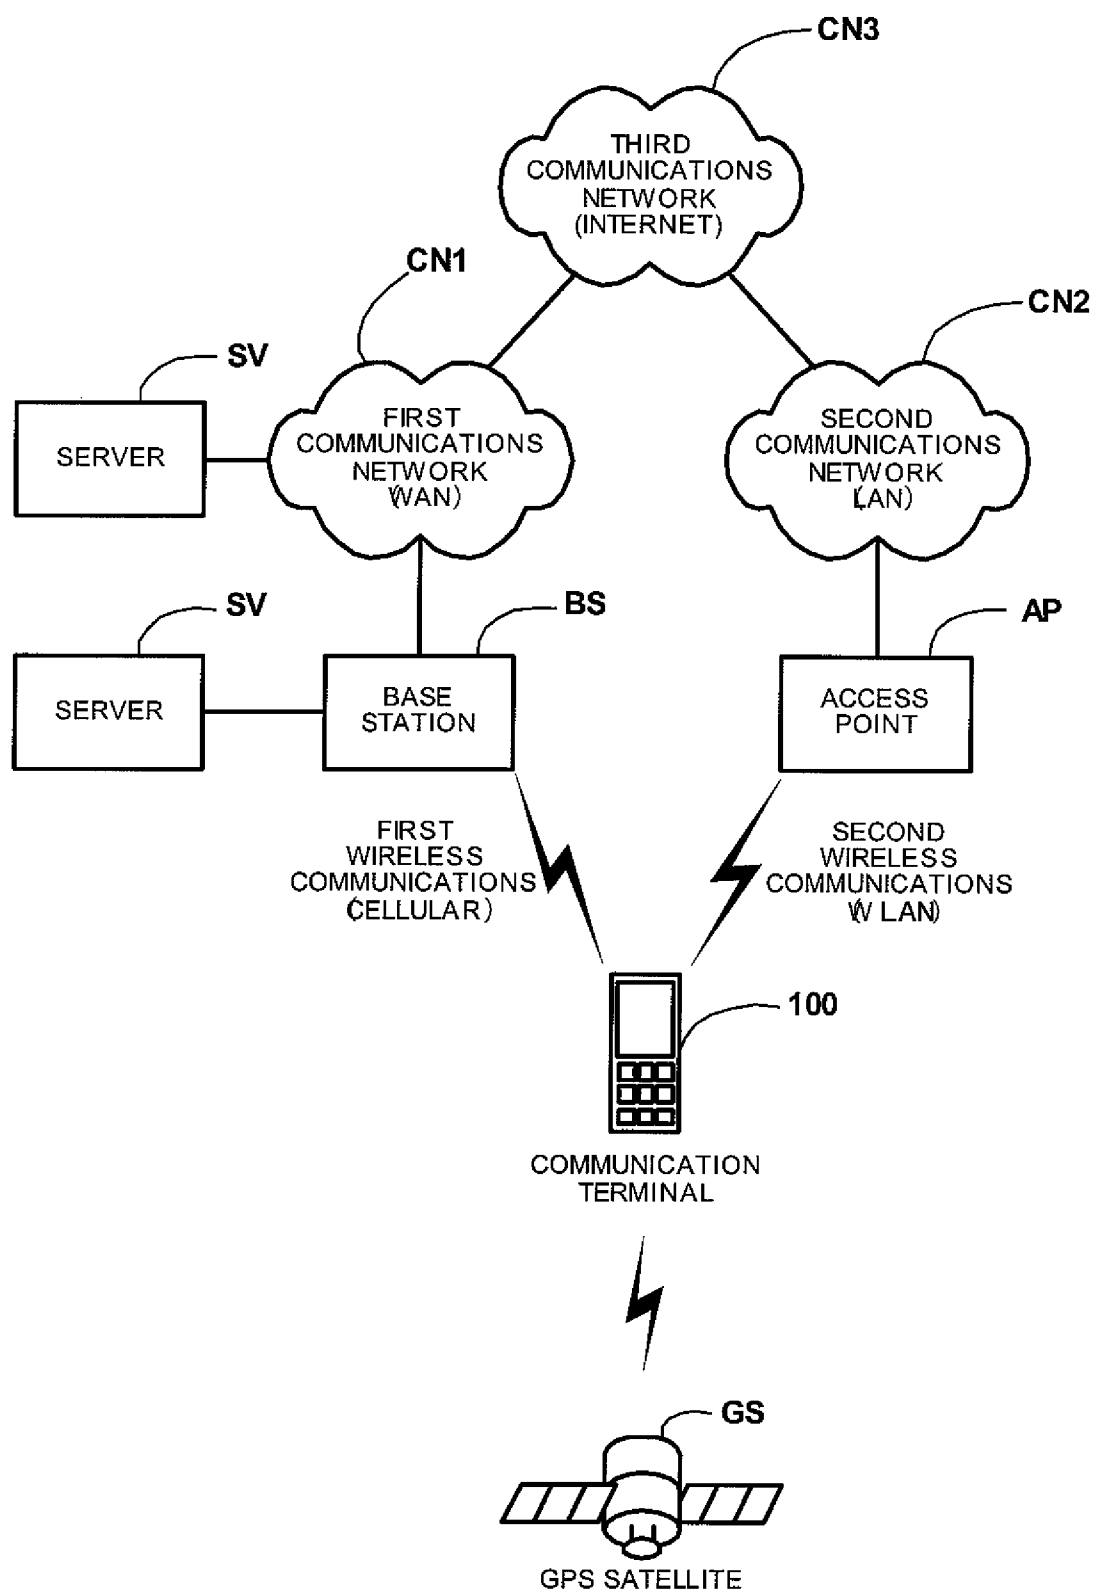 CN3
THIRD
COMMUNICATIONS
NETWORK
(INTERNET)
CN1
CN2
SV
SERVER
FIRST
COMMUNICATIONS
NETWORK
(WAN)
SECOND
COMMUNICATIONS
NETWORK
(LAN)
SV
BS
AP
SERVER
BASE
STATION
ACCESS
POINT
FIRST
WIRELESS
COMMUNICATIONS
(CELLULAR)
SECOND
WIRELESS
COMMUNICATIONS
(WLAN)
100
COMMUNICATION
TERMINAL
GS
GPS SATELLITE